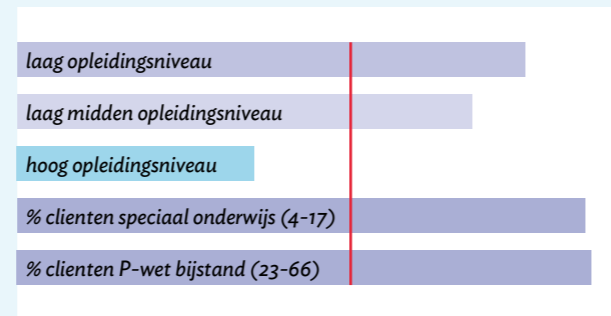 laag opleidingsniveau
laag midden opleidingsniveau
hoog opleidingsniveau
% clienten speciaal onderwijs (4-17)
% clienten P-wet bijstand (23-66)